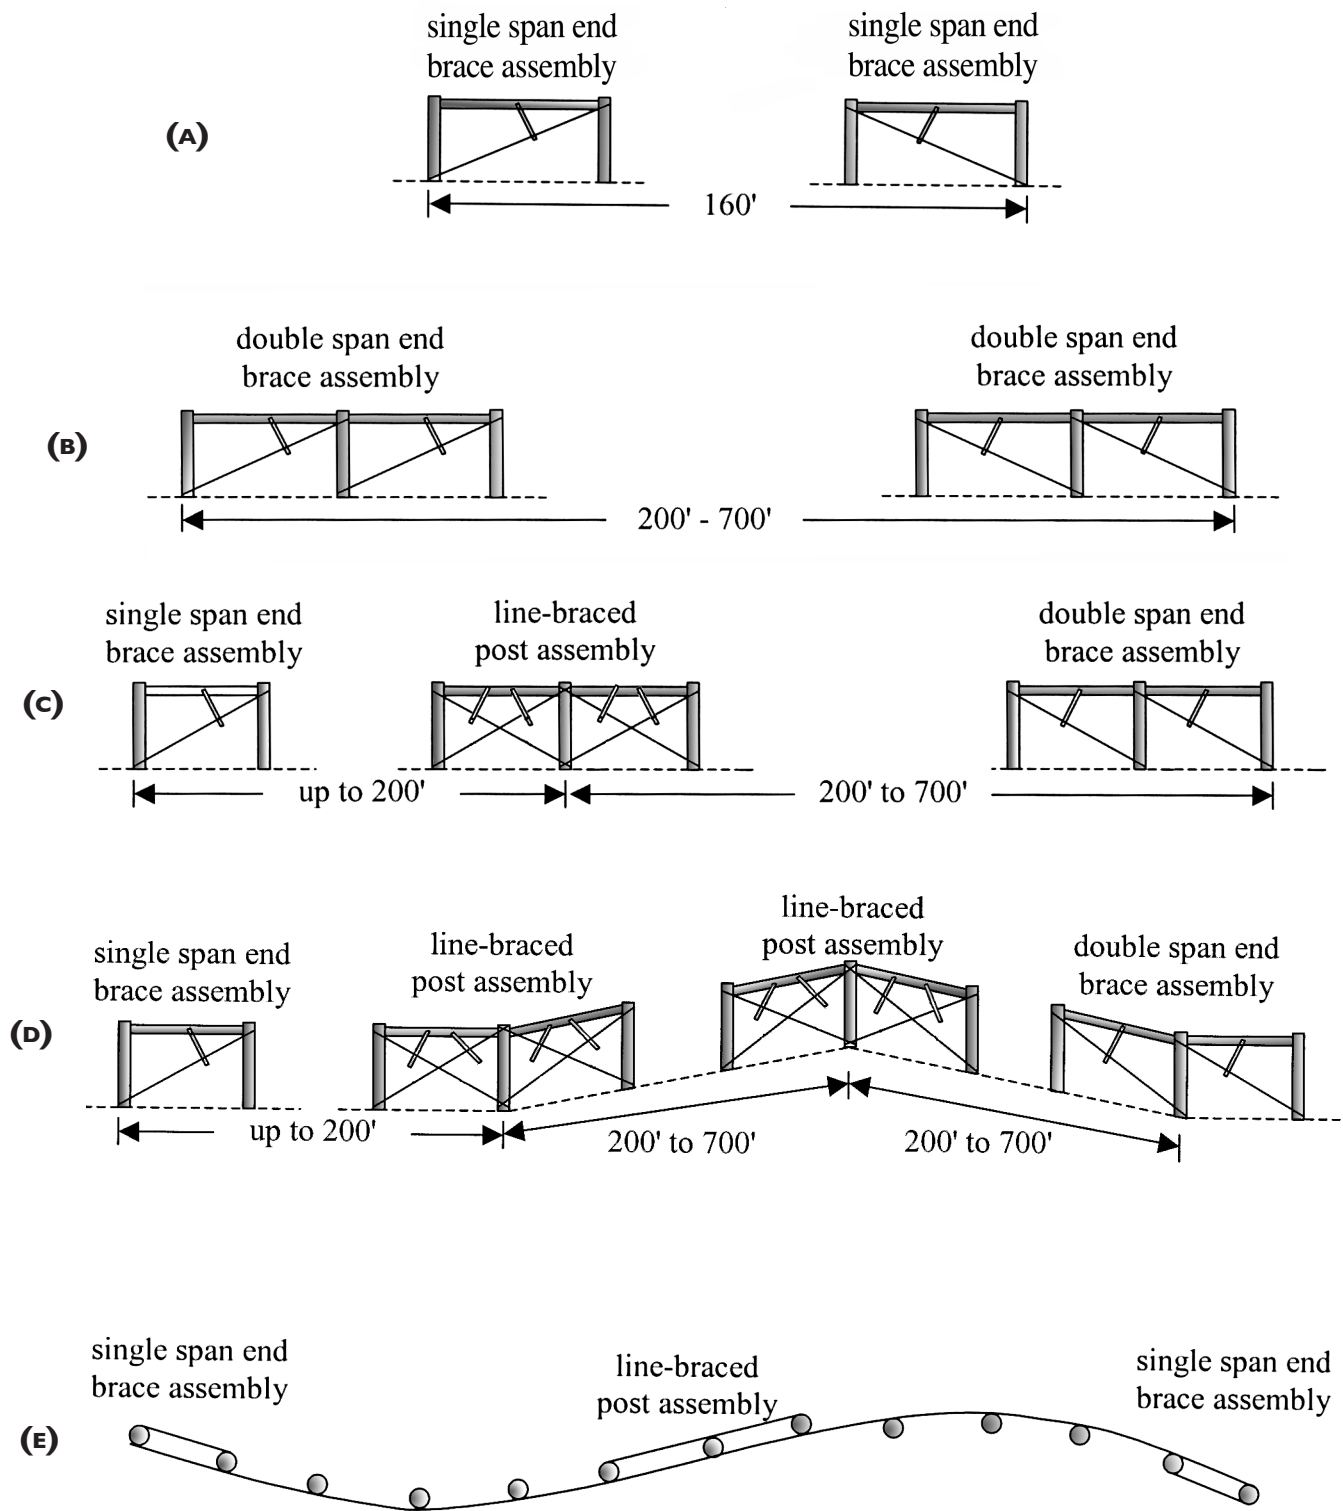 single span end
brace assembly
single span end
brace assembly
(A)
160'
double span end
brace assembly
double span end
brace assembly
(B)
200' - 700'
single span end
brace assembly
line-braced
post assembly
double span end
brace assembly
(C)
up to 200'
200' to 700'
single span end
brace assembly
line-braced
post assembly
line-braced
post assembly
double span end
brace assembly
(D)
up to 200'
200' to 700'
200' to 700'
single span end
brace assembly
line-braced
post assembly
single span end
brace assembly
(E)